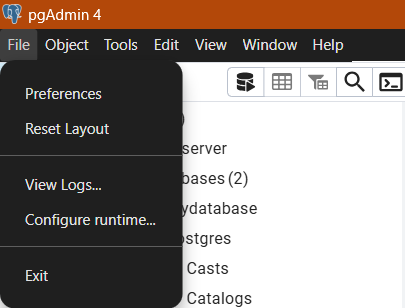 pgAdmin 4
File Object Tools Edit View Window Help
Preferences
Reset Layout
View Logs...
Configure runtime...
Exit
)
server
bases (2)
ydatabase
ostgres
Casts
Catalogs